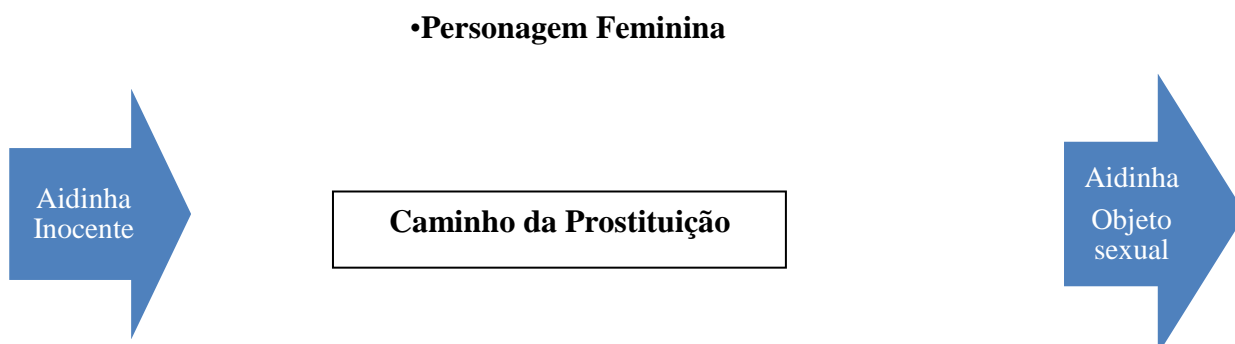 •Personagem Feminina
Aidinha
Inocente
Caminho da Prostituição
Aidinha
Objeto
sexual